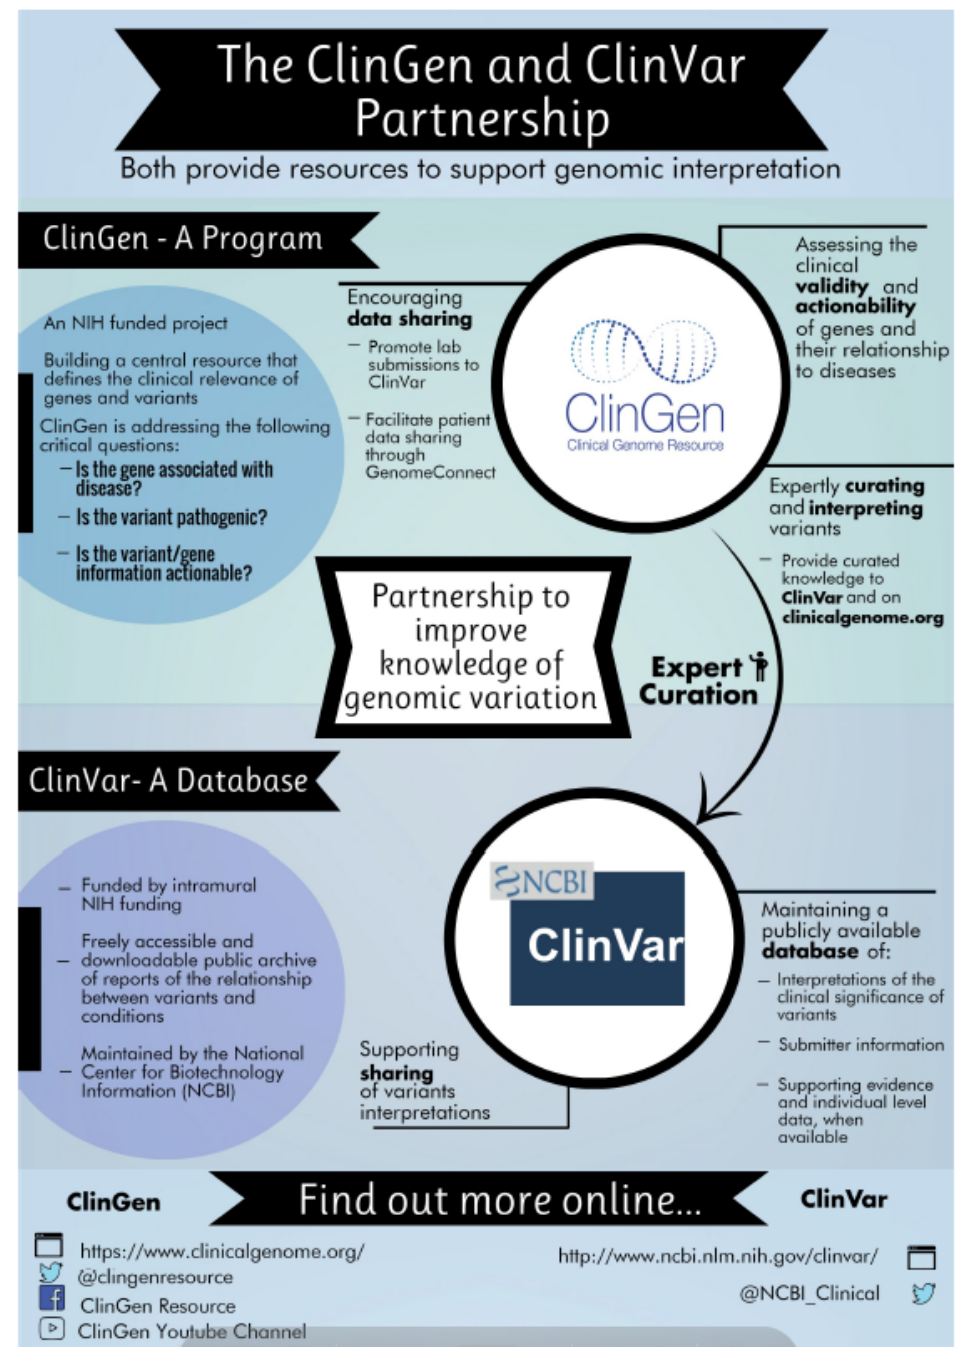 The ClinGen and ClinVar
Partnership
Both provide resources to support genomic interpretation
ClinGen - A Program
An NIH funded project
Building a central resource that
defines the clinical relevance of
genes and variants
ClinGen is addressing the following
critical questions:
– Is the gene associated with
disease?
– Is the variant pathogenic?
– Is the variant/gene
information actionable?
Encouraging
data sharing
– Promote lab
submissions to
ClinVar
– Facilitate patient
data sharing
through
GenomeConnect
ClinGen
Clinical Genome Resource
Assessing the
clinical
validity and
actionability
of genes and
their relationship
to diseases
Expertly curating
and interpreting
variants
– Provide curated
knowledge to
ClinVar and on
clinicalgenome.org
Partnership to
improve
knowledge of
genomic variation
Expert
Curation
ClinVar- A Database
– Funded by intramural
NIH funding
Freely accessible and
– downloadable public archive
of reports of the relationship
between variants and
conditions
Maintained by the National
– Center for Biotechnology
Information (NCBI)
NCBI
ClinVar
Supporting
sharing
of variants
interpretations
Maintaining a
publicly available
database of:
– Interpretations of the
clinical significance of
variants
– Submitter information
– Supporting evidence
and individual level
data, when
available
Find out more online...
ClinGen
https://www.clinicalgenome.org/
@clingenresource
ClinGen Resource
ClinGen Youtube Channel
ClinVar
http://www.ncbi.nlm.nih.gov/clinvar/
@NCBI_Clinical